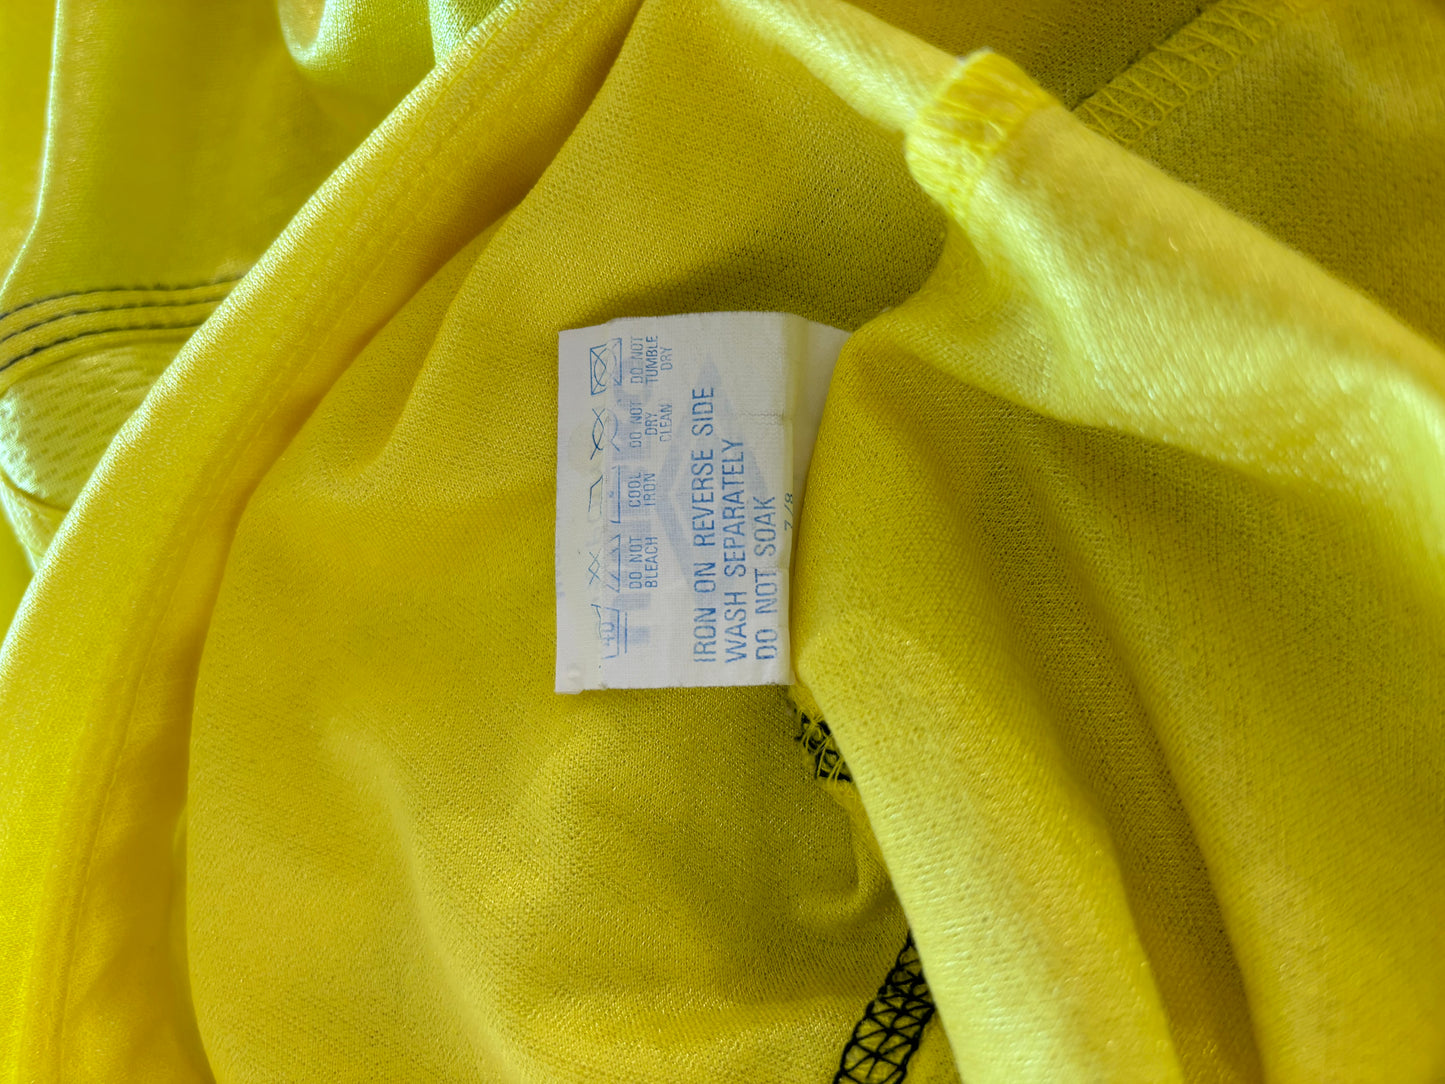 40
DO NOT
BLEACH
COOL
IRON
DO NOT
DRY
CLEAN
DO NOT
TUMBLE
DRY
IRON ON REVERSE SIDE
WASH SEPARATELY
DO NOT SOAK
7/8